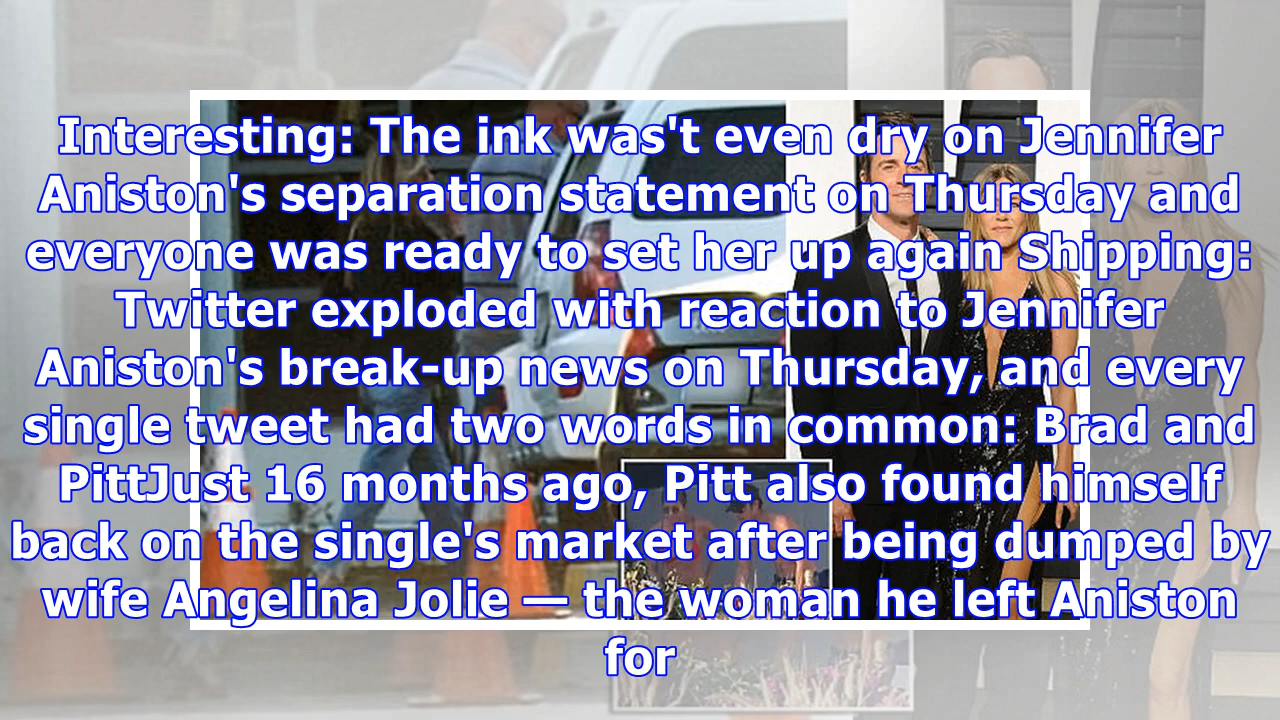 Interesting: The ink was't even dry on Jennifer
Aniston's separation statement on Thursday and
everyone was ready to set her up again Shipping:
Twitter exploded with reaction to Jennifer
Aniston's break-up news on Thursday, and every
single tweet had two words in common: Brad and
PittJust 16 months ago, Pitt also found himself
back on the single's market after being dumped by
wife Angelina Jolie — the woman he left Aniston
for